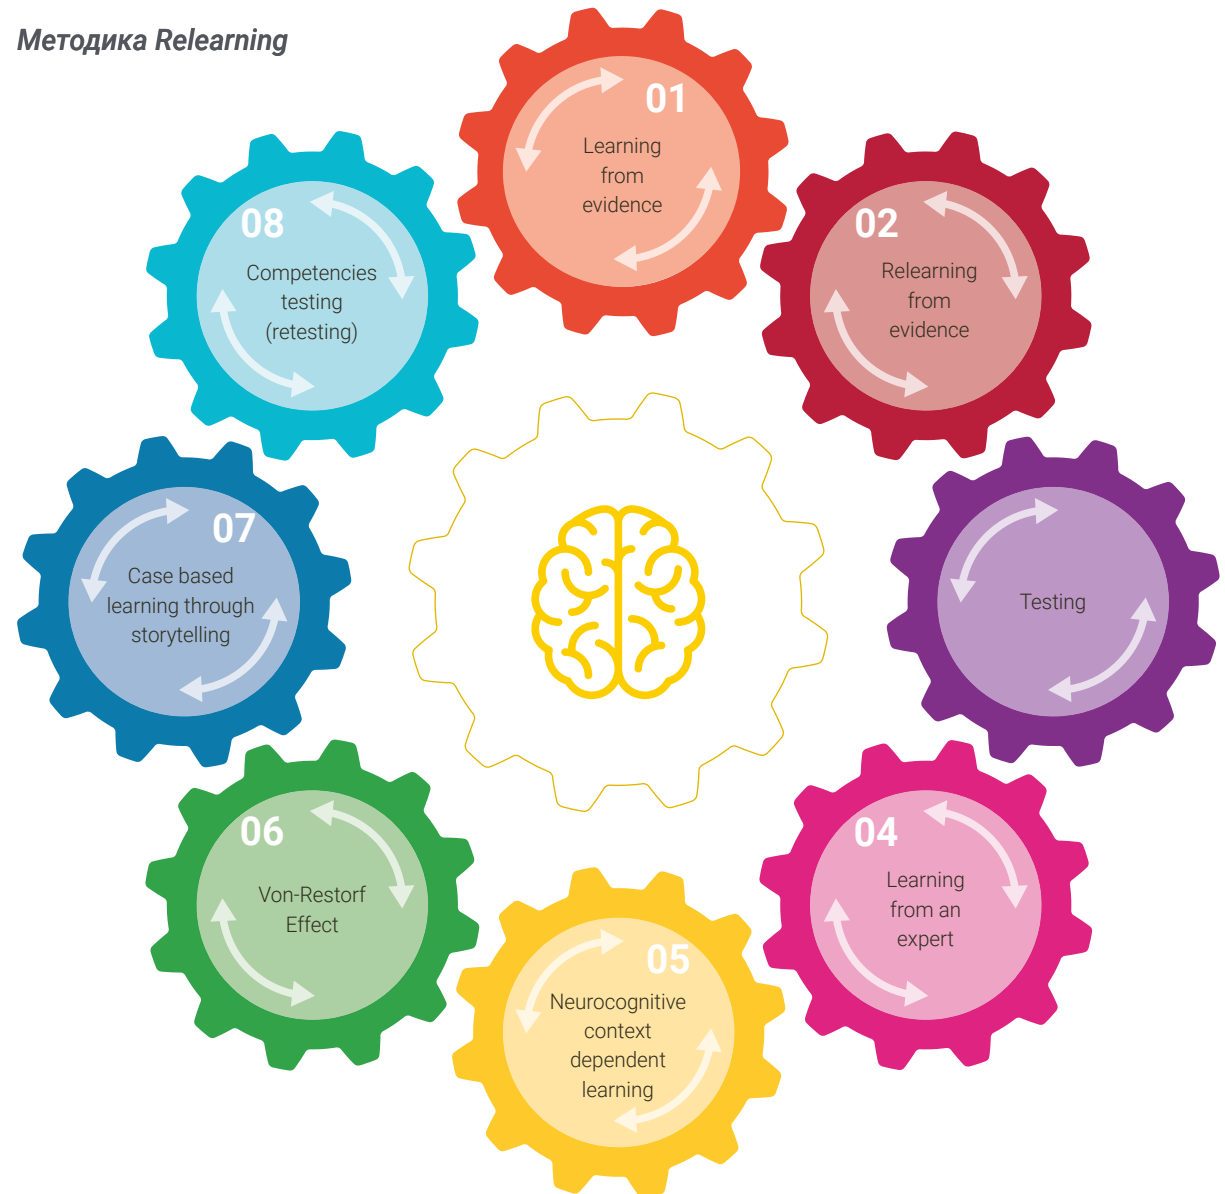 Методика Relearning
01
Learning
from
evidence
02
Relearning
from
evidence
Testing
04
Learning
from an
expert
05
Neurocognitive
context
dependent
learning
06
Von-Restorf
Effect
07
Case based
learning through
storytelling
08
Competencies
testing
(retesting)